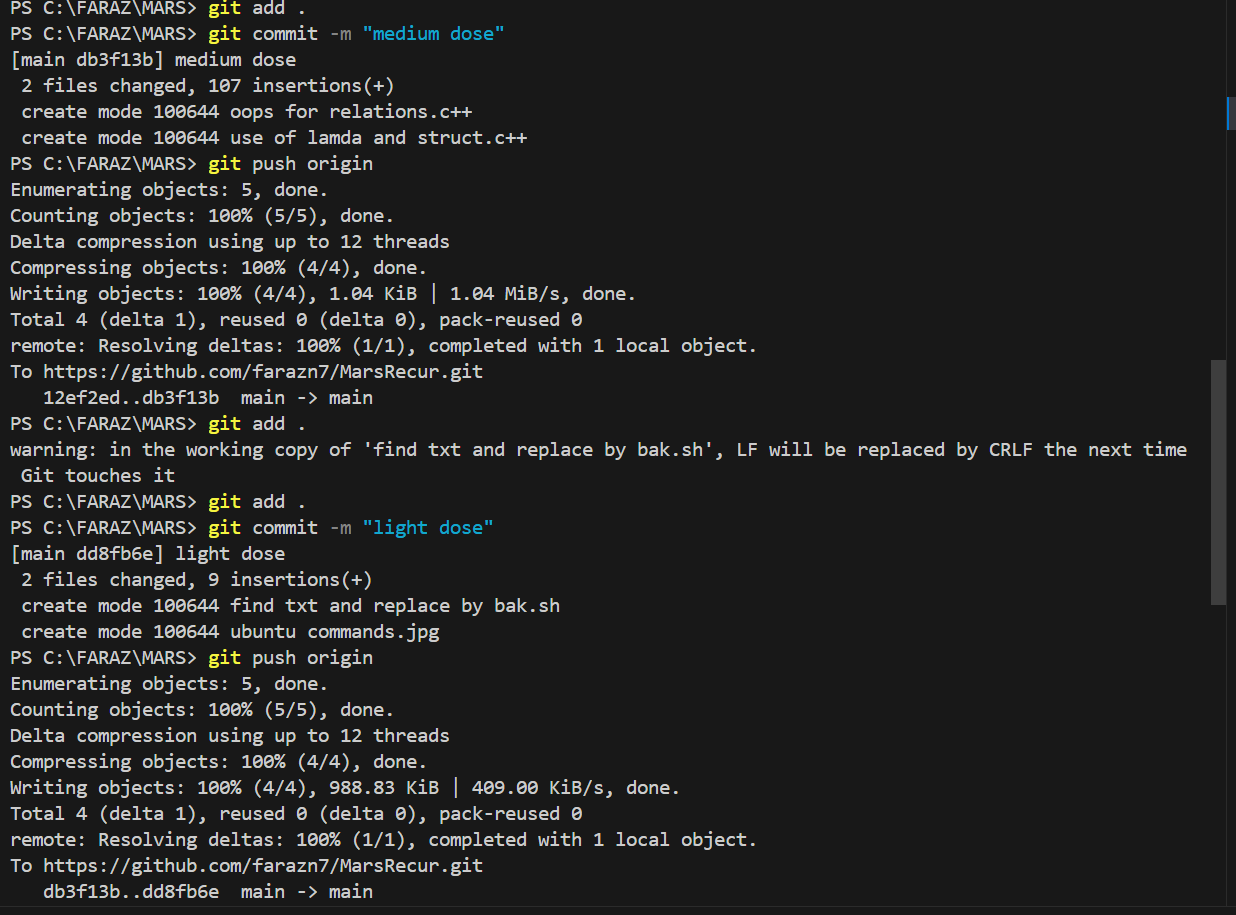 PS C:\FARAZ\MARS> git add .
PS C:\FARAZ\MARS> git commit -m "medium dose"
[main db3f13b] medium dose
 2 files changed, 107 insertions(+)
 create mode 100644 oops for relations.c++
 create mode 100644 use of lamda and struct.c++
PS C:\FARAZ\MARS> git push origin
Enumerating objects: 5, done.
Counting objects: 100% (5/5), done.
Delta compression using up to 12 threads
Compressing objects: 100% (4/4), done.
Writing objects: 100% (4/4), 1.04 KiB | 1.04 MiB/s, done.
Total 4 (delta 1), reused 0 (delta 0), pack-reused 0
remote: Resolving deltas: 100% (1/1), completed with 1 local object.
To https://github.com/farazn7/MarsRecur.git
   12ef2ed..db3f13b  main -> main
PS C:\FARAZ\MARS> git add .
warning: in the working copy of 'find txt and replace by bak.sh', LF will be replaced by CRLF the next time
 Git touches it
PS C:\FARAZ\MARS> git add .
PS C:\FARAZ\MARS> git commit -m "light dose"
[main dd8fb6e] light dose
 2 files changed, 9 insertions(+)
 create mode 100644 find txt and replace by bak.sh
 create mode 100644 ubuntu commands.jpg
PS C:\FARAZ\MARS> git push origin
Enumerating objects: 5, done.
Counting objects: 100% (5/5), done.
Delta compression using up to 12 threads
Compressing objects: 100% (4/4), done.
Writing objects: 100% (4/4), 988.83 KiB | 409.00 KiB/s, done.
Total 4 (delta 1), reused 0 (delta 0), pack-reused 0
remote: Resolving deltas: 100% (1/1), completed with 1 local object.
To https://github.com/farazn7/MarsRecur.git
   db3f13b..dd8fb6e  main -> main